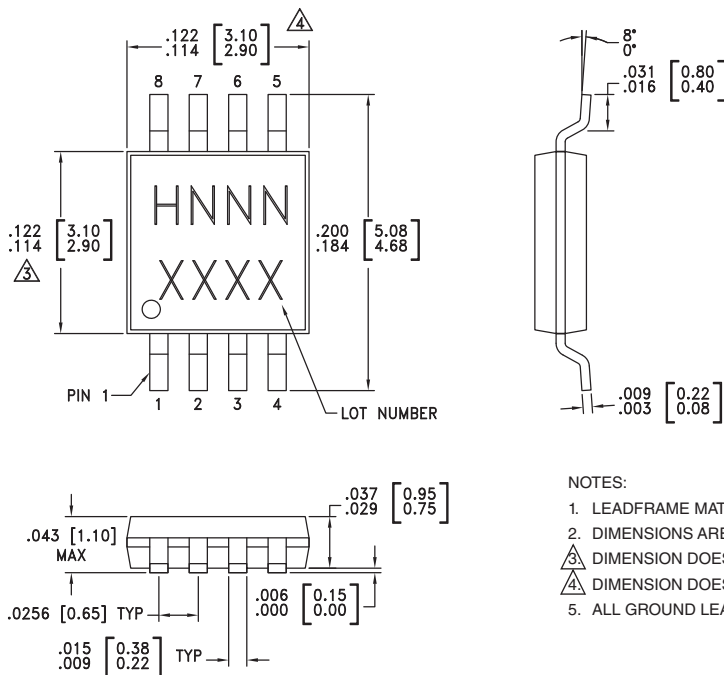 .122 [3.10]
.114 [2.90]
4
8 7 6 5
8°
0°
.031 [0.80]
.016 [0.40]
HNNN
XXXX
.122 [3.10]
.114 [2.90]
3
.200 [5.08]
.184 [4.68]
PIN 1
1 2 3 4
LOT NUMBER
.009 [0.22]
.003 [0.08]
.043 [1.10]
MAX
.037 [0.95]
.029 [0.75]
.0256 [0.65] TYP
.006 [0.15]
.000 [0.00]
.015 [0.38]
.009 [0.22]
TYP
NOTES:
1. LEADFRAME MAT
2. DIMENSIONS ARE
3. DIMENSION DOES
4. DIMENSION DOES
5. ALL GROUND LEA